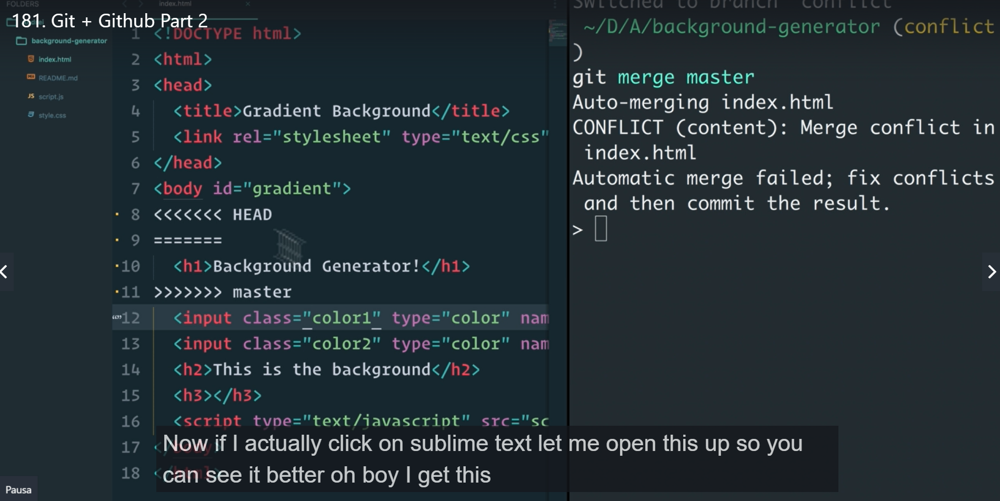 FOLDERS
index.html
181. Git + Github Part 2
background-generator
index.html
README.md
JS script.js
style.css
1 <!DOCTYPE html>
2 <html>
3 <head>
4 <title>Gradient Background</title>
5 <link rel="stylesheet" type="text/css"
6 </head>
7 <body id="gradient">
8 <<<<<<< HEAD
9 =======
10 <h1>Background Generator!</h1>
11 >>>>>>> master
12 <input class="color1" type="color" nam
13 <input class="color2" type="color" nam
14 <h2>This is the background</h2>
15 <h3></h3>
16 <script type="text/javascript" src="sc
17 </body>
18 </html>
Switched to branch 'conflict'
~/D/A/background-generator (conflict
)
git merge master
Auto-merging index.html
CONFLICT (content): Merge conflict in
index.html
Automatic merge failed; fix conflicts
and then commit the result.
>
Now if I actually click on sublime text let me open this up so you
can see it better oh boy I get this
Pausa